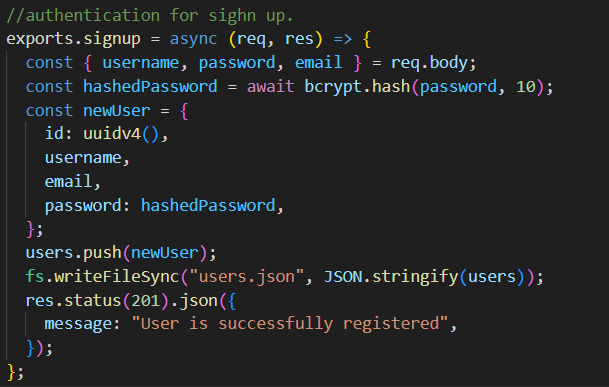 //authentication for sighn up.
exports.signup = async (req, res) => {
  const { username, password, email } = req.body;
  const hashedPassword = await bcrypt.hash(password, 10);
  const newUser = {
    id: uuidv4(),
    username,
    email,
    password: hashedPassword,
  };
  users.push(newUser);
  fs.writeFileSync("users.json", JSON.stringify(users));
  res.status(201).json({
    message: "User is successfully registered",
  });
};